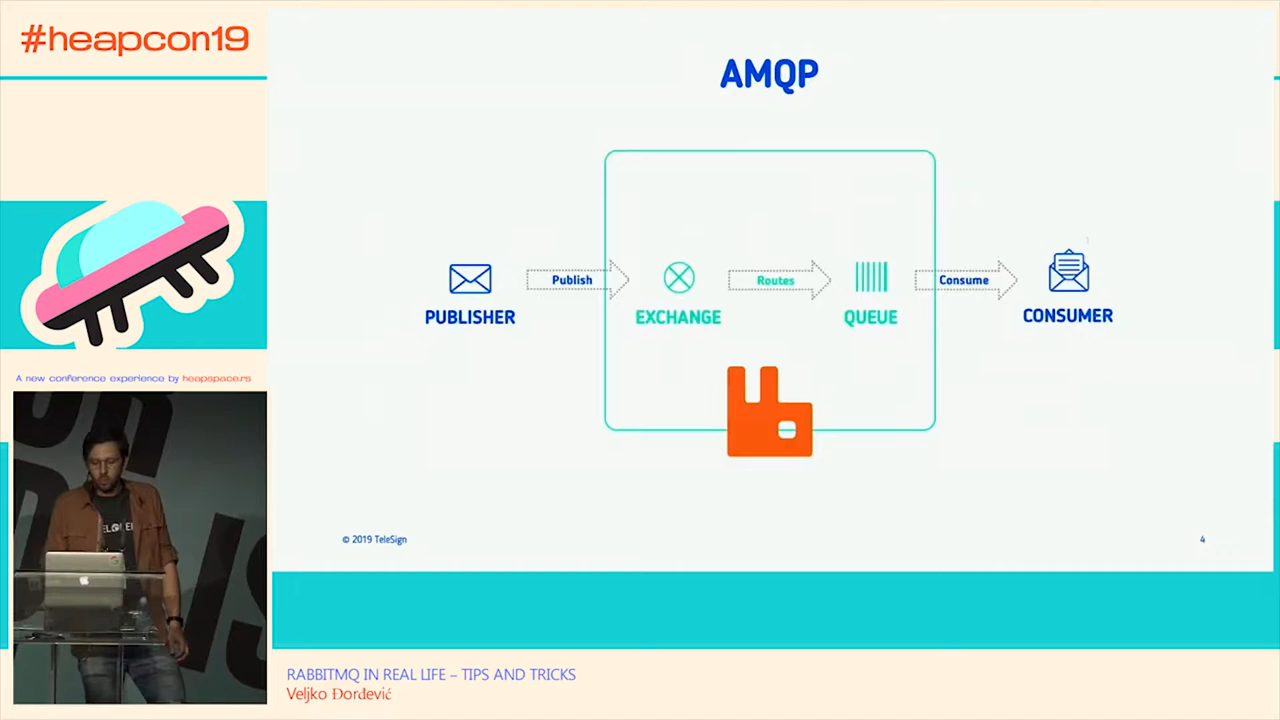 #heapcon19
AMQP
Publish
Routes
Consume
PUBLISHER
EXCHANGE
QUEUE
CONSUMER
© 2019 TeleSign
4
A new conference experience by heapspace.rs
RABBITMQ IN REAL LIFE – TIPS AND TRICKS
Veljko Đorđević